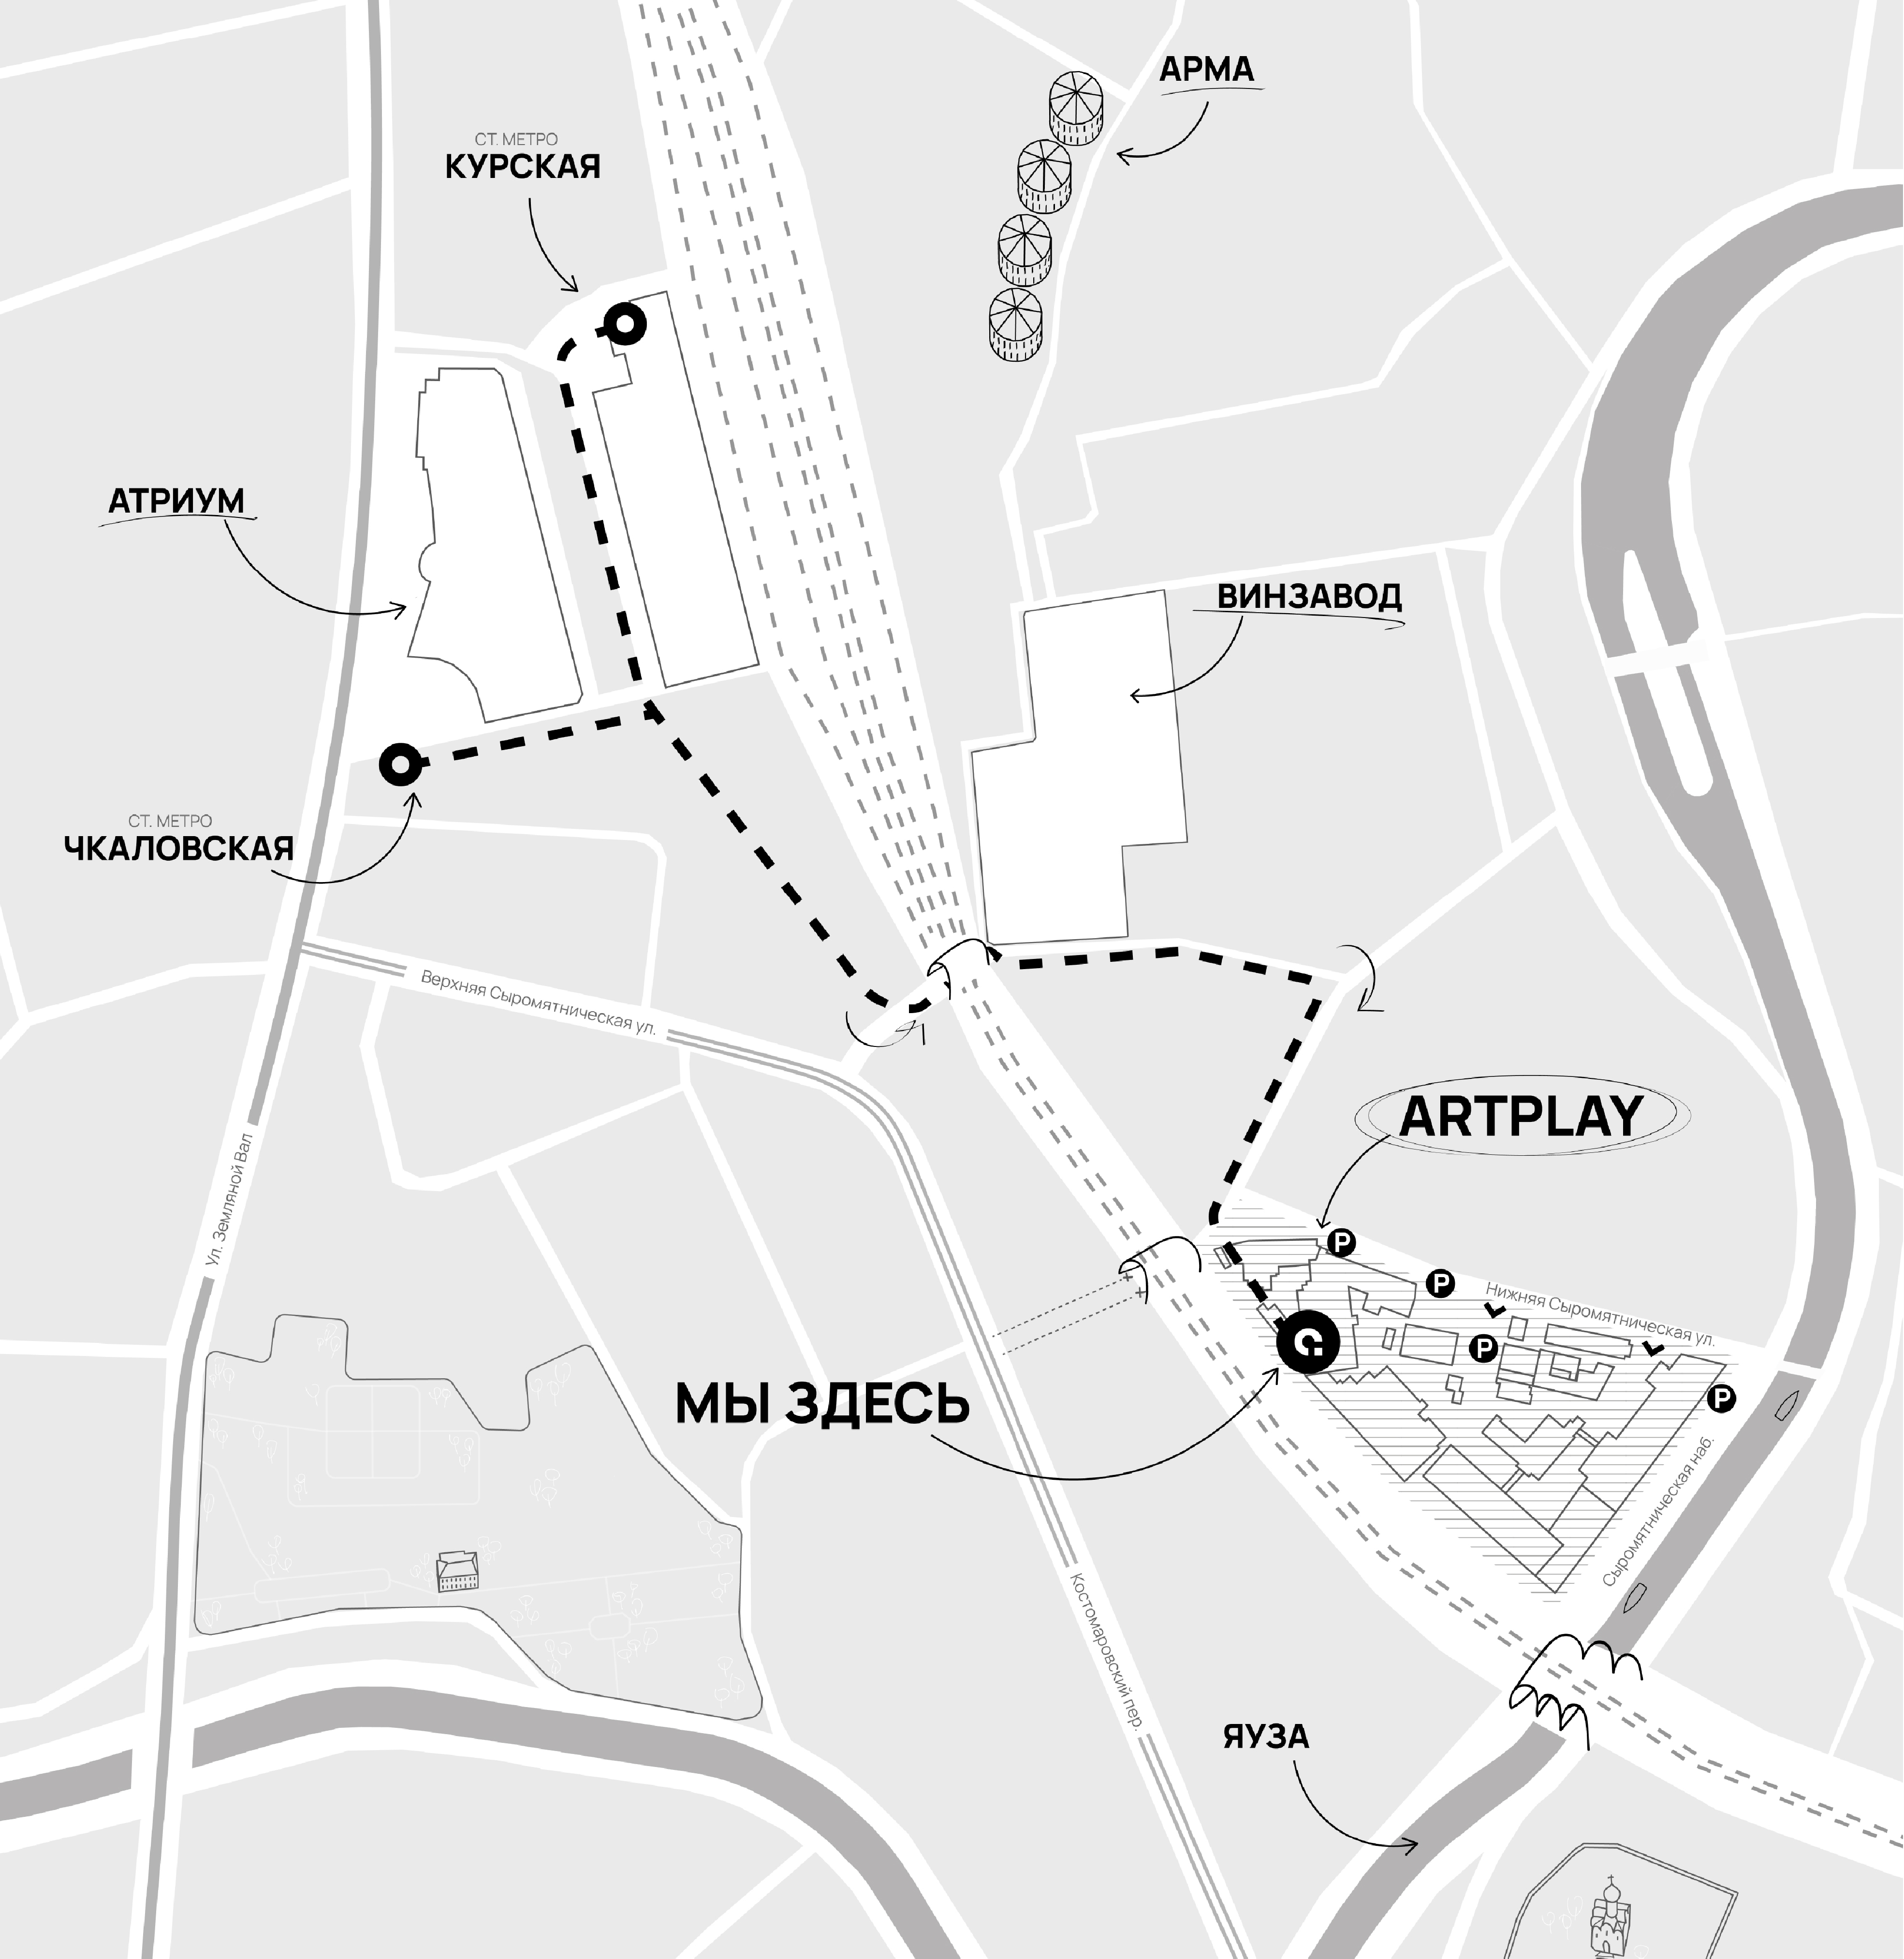 АРМА
СТ. МЕТРО
КУРСКАЯ
АТРИУМ
ВИНЗАВОД
СТ. МЕТРО
ЧКАЛОВСКАЯ
Верхняя Сыромятническая ул.
ARTPLAY
Ул. Земляной Вал
P
P
Нижняя Сыромятническая ул.
P
P
МЫ ЗДЕСЬ
Сыромятническая наб.
Костомаровский пер.
ЯУЗА